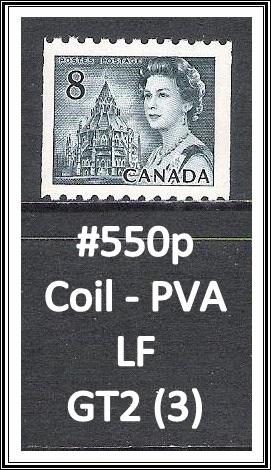 POSTES POSTAGE
8
CANADA
#550p
Coil - PVA
LF
GT2 (3)